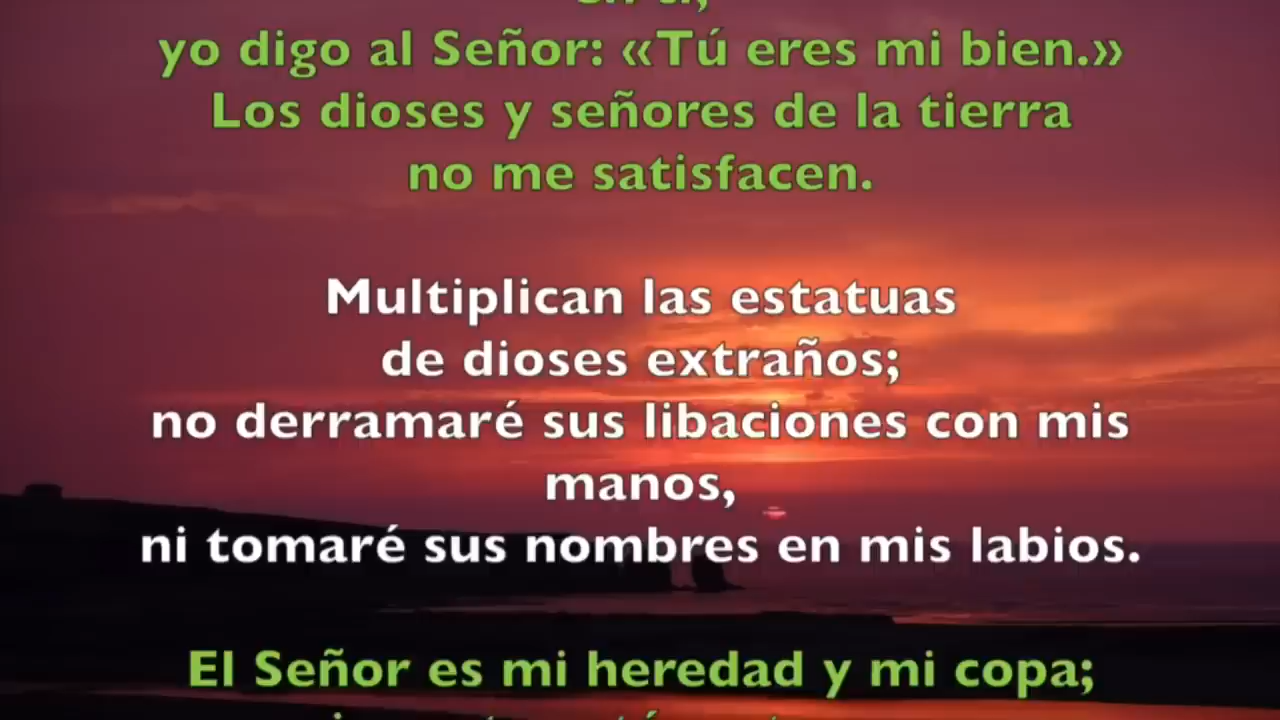 yo digo al Señor: «Tú eres mi bien.»
Los dioses y señores de la tierra
no me satisfacen.
Multiplican las estatuas
de dioses extraños;
no derramaré sus libaciones con mis
manos,
ni tomaré sus nombres en mis labios.
El Señor es mi heredad y mi copa;